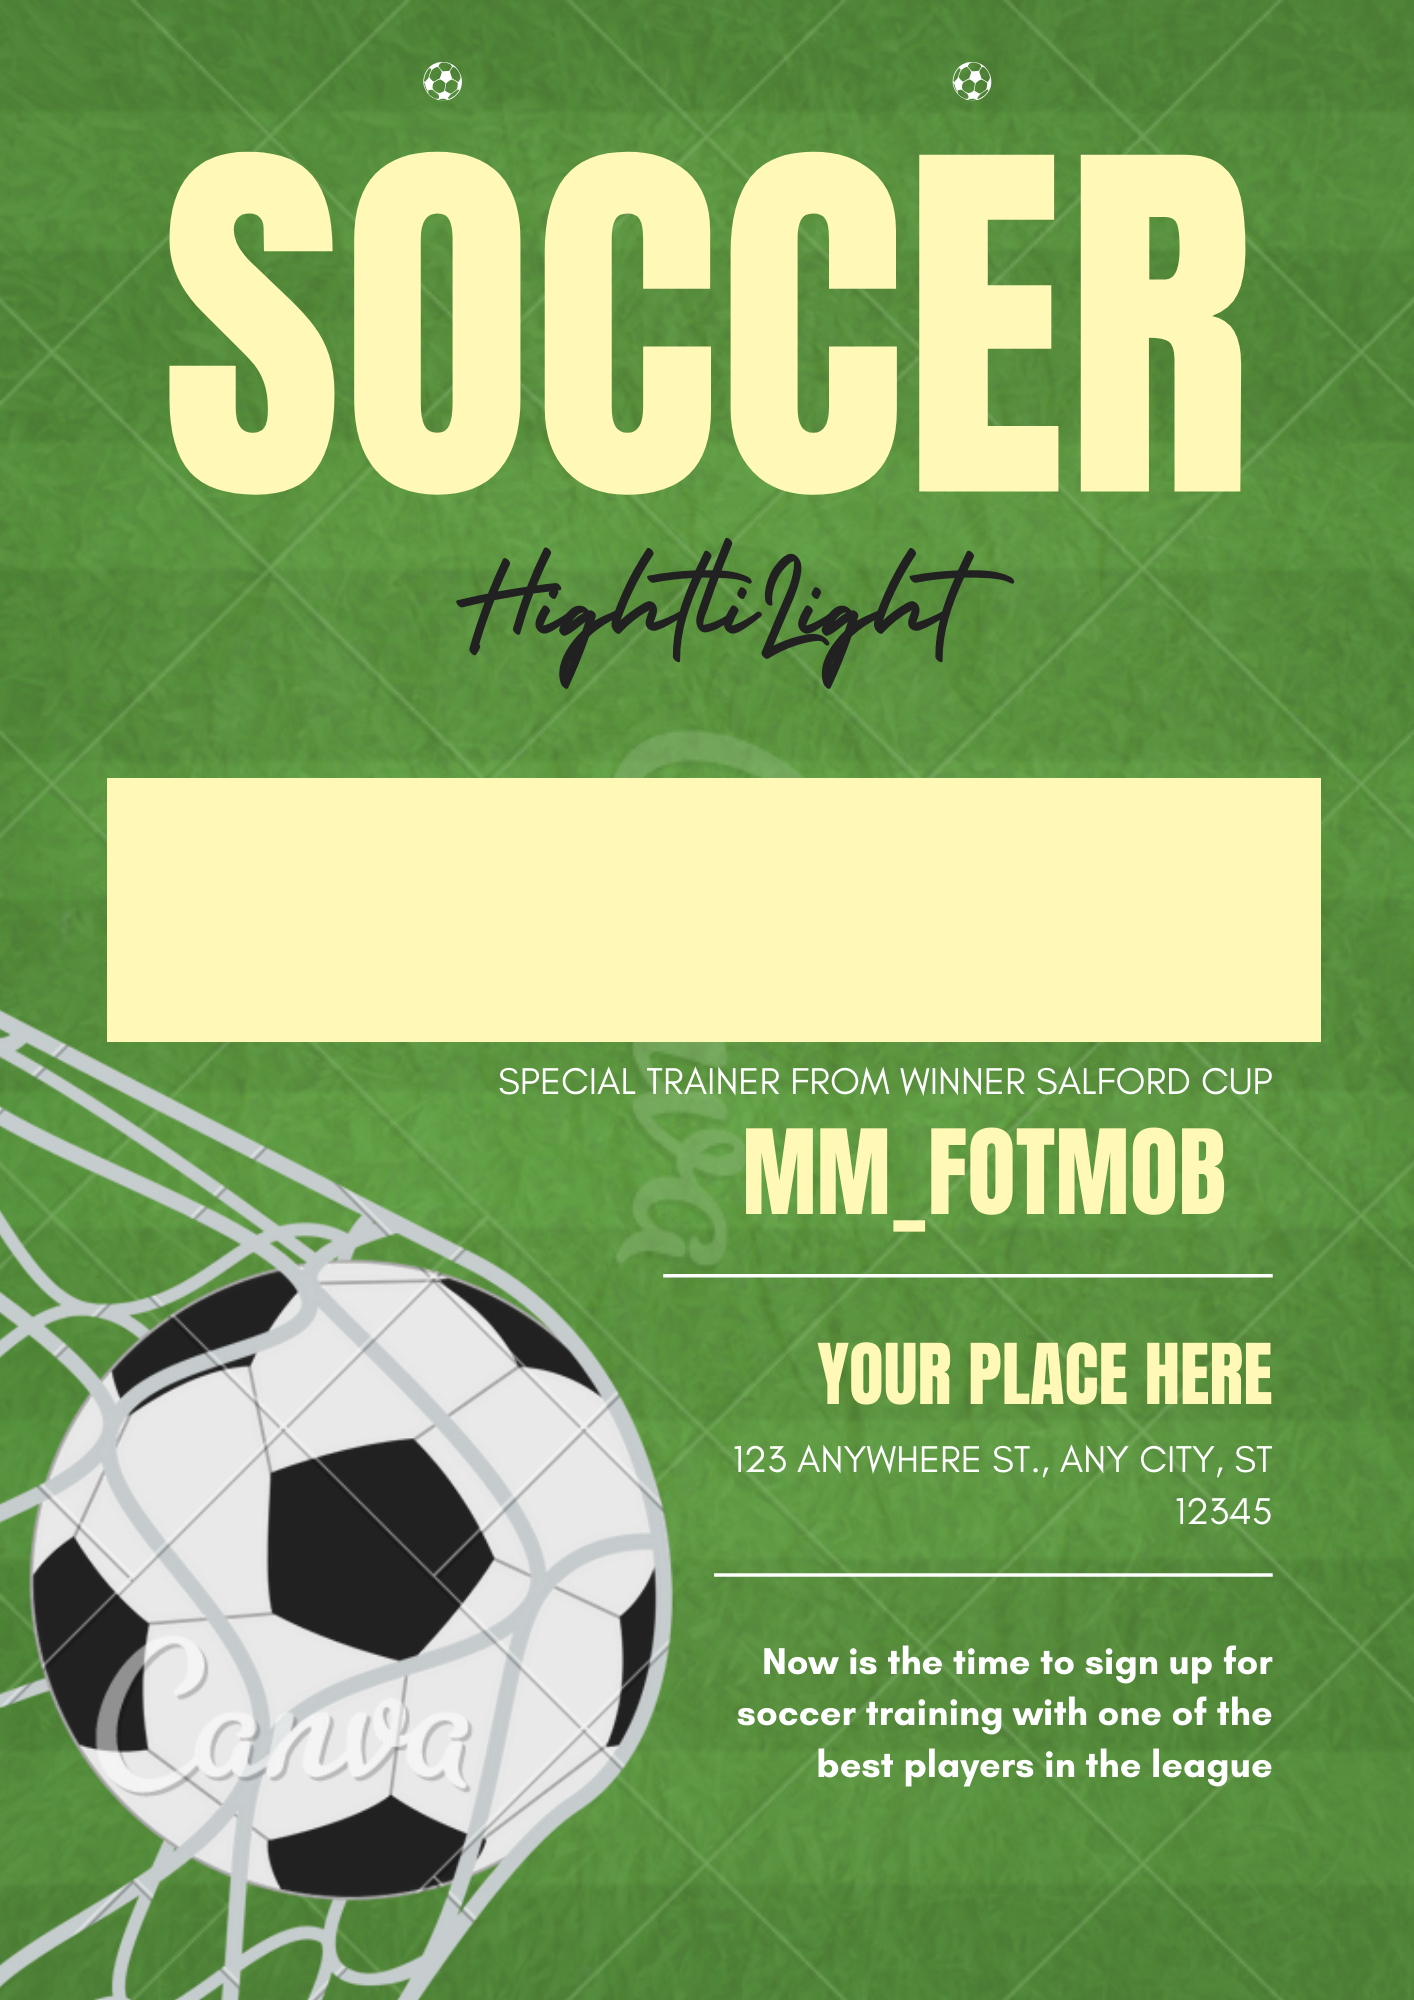 SOCCER
HightliLight
SPECIAL TRAINER FROM WINNER SALFORD CUP
MM_FOTMOB
YOUR PLACE HERE
123 ANYWHERE ST., ANY CITY, ST
12345
Now is the time to sign up for
soccer training with one of the
best players in the league
Canva